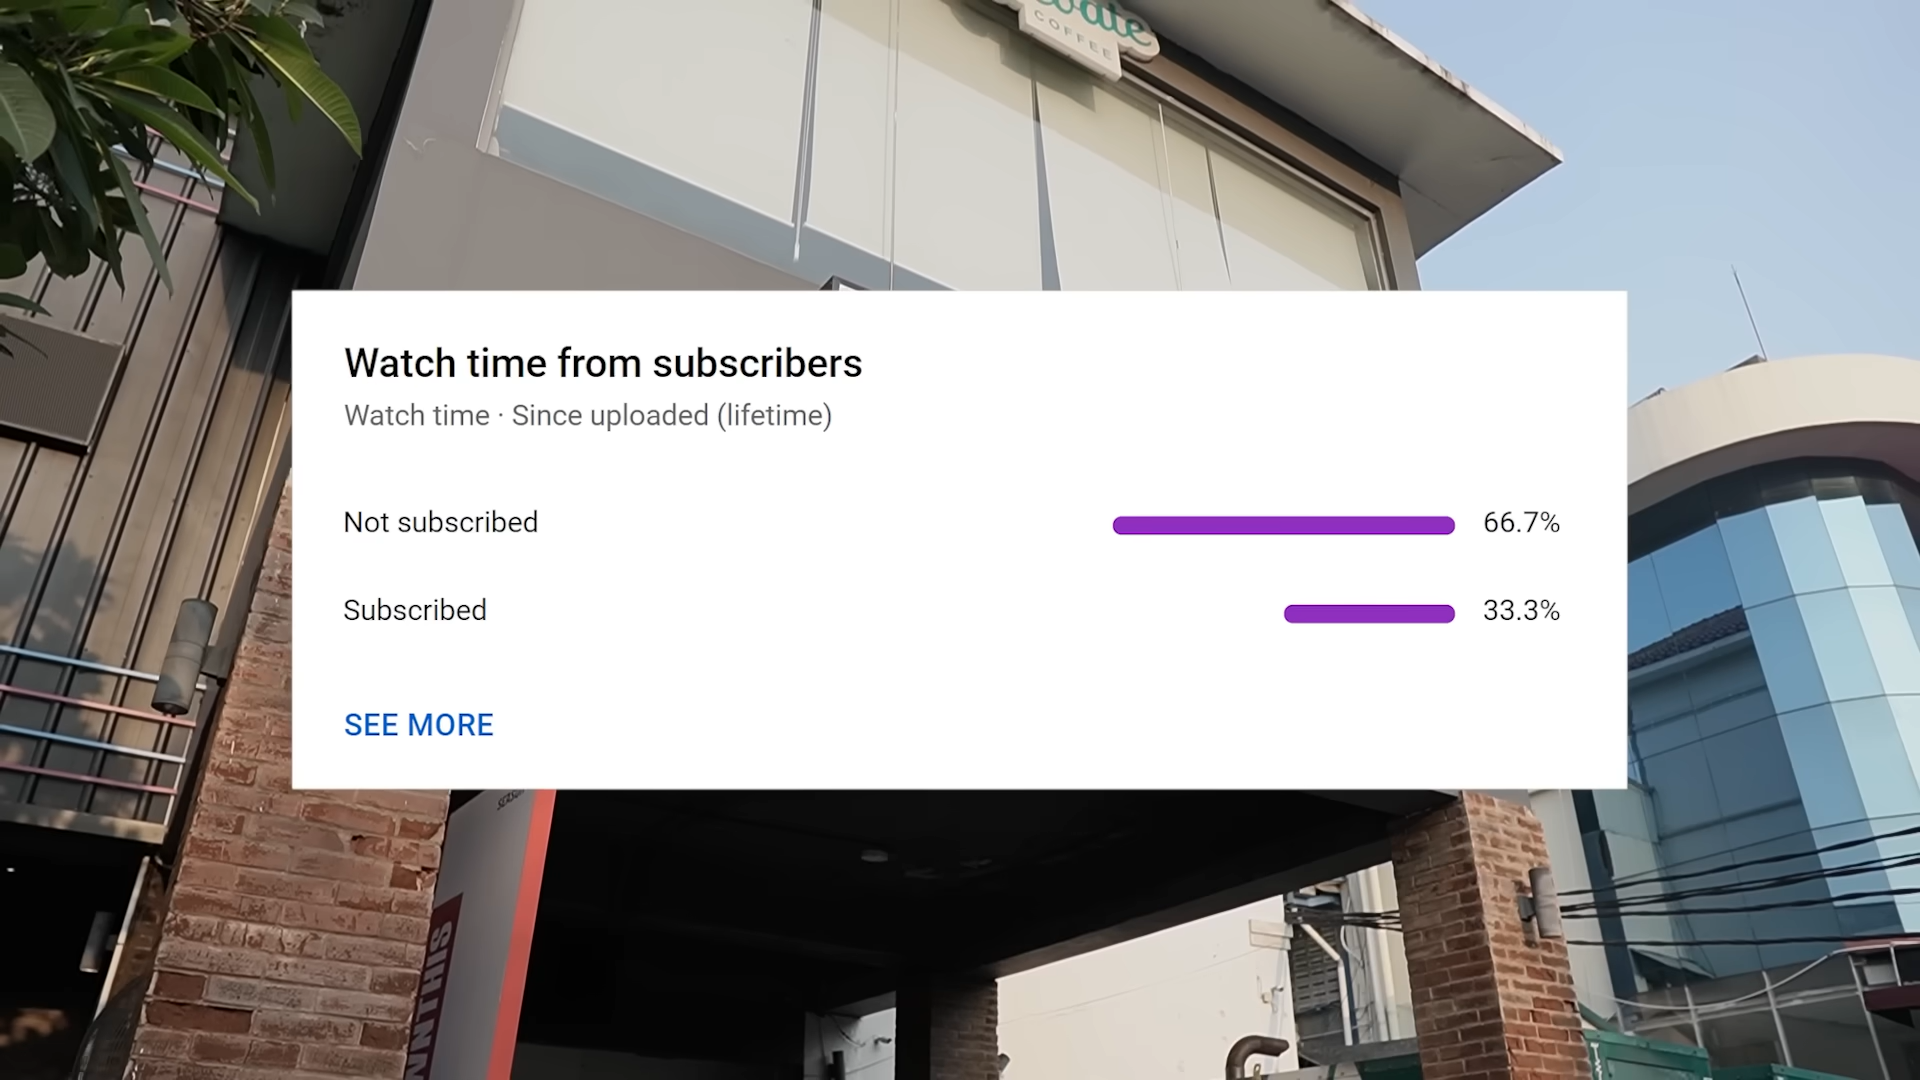 COFFEE
Watch time from subscribers
Watch time · Since uploaded (lifetime)
Not subscribed
66.7%
Subscribed
33.3%
SEE MORE